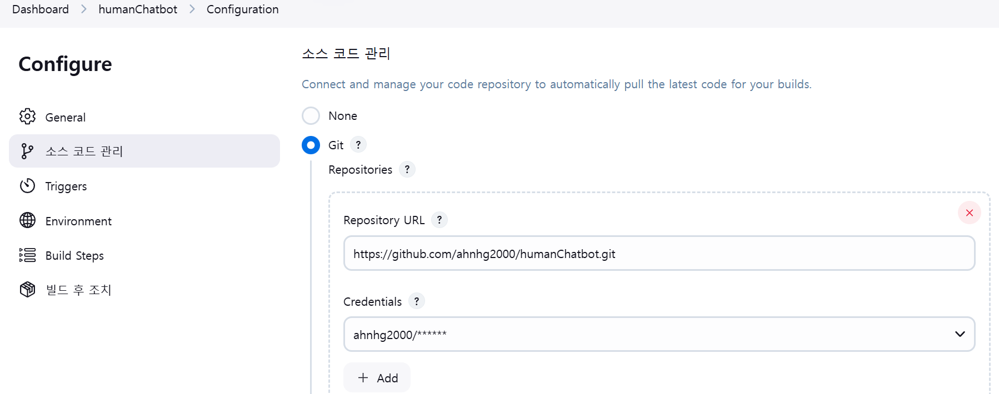 Dashboard > humanChatbot > Configuration
Configure
General
소스 코드 관리
Triggers
Environment
Build Steps
빌드 후 조치
소스 코드 관리
Connect and manage your code repository to automatically pull the latest code for your builds.
None
Git ?
Repositories ?
Repository URL ?
https://github.com/ahnhg2000/humanChatbot.git
Credentials ?
ahnhg2000/******
+ Add